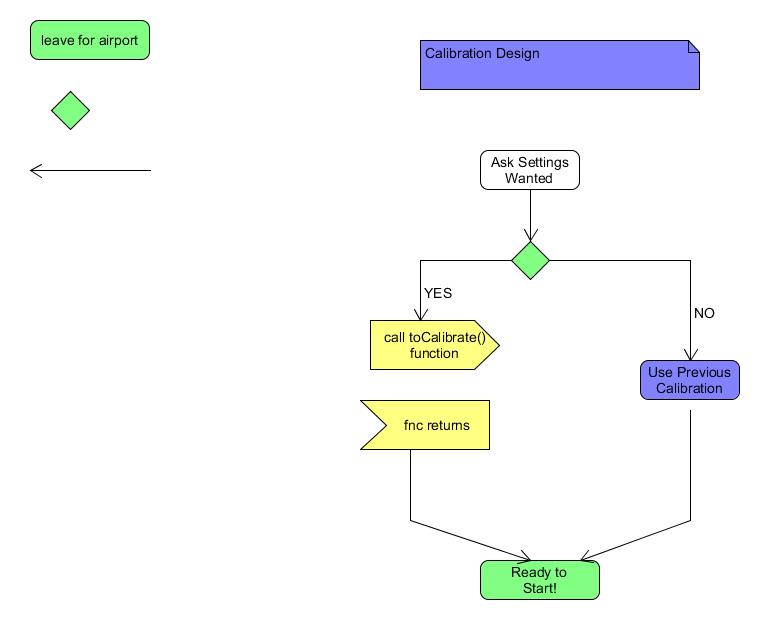 leave for airport
Calibration Design
Ask Settings
Wanted
YES
NO
call toCalibrate()
function
Use Previous
Calibration
fnc returns
Ready to
Start!